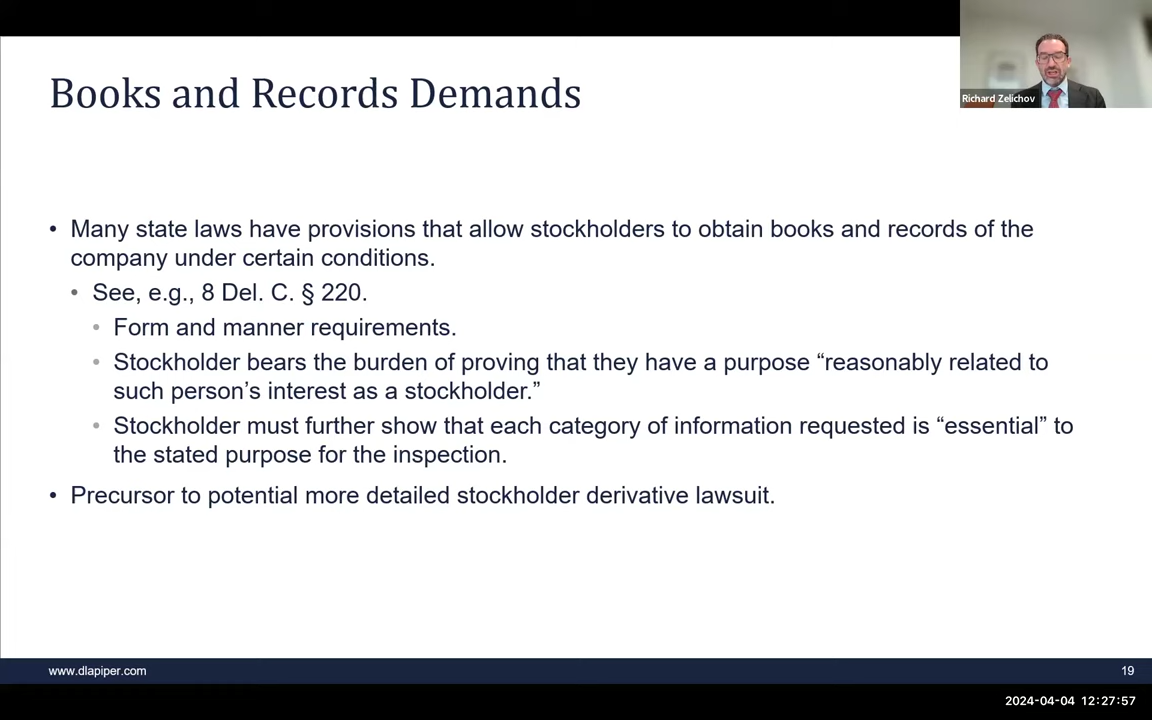 Richard Zelichov
Books and Records Demands
• Many state laws have provisions that allow stockholders to obtain books and records of the
company under certain conditions.
• See, e.g., 8 Del. C. § 220.
• Form and manner requirements.
• Stockholder bears the burden of proving that they have a purpose “reasonably related to
such person’s interest as a stockholder.”
• Stockholder must further show that each category of information requested is “essential” to
the stated purpose for the inspection.
• Precursor to potential more detailed stockholder derivative lawsuit.
www.dlapiper.com
19
2024-04-04 12:27:57